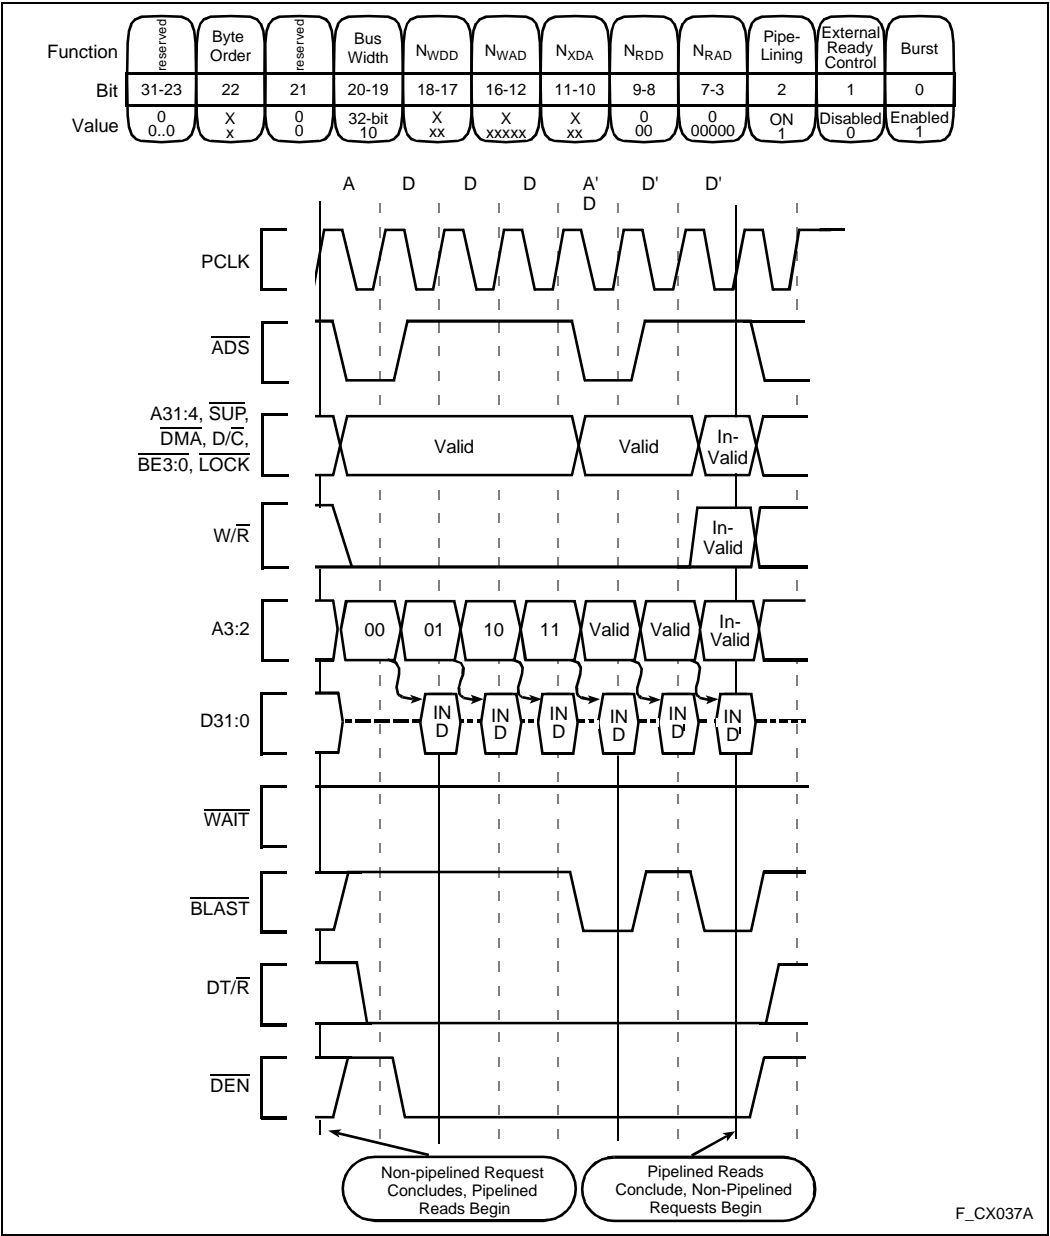 Function reserved Byte Order reserved Bus Width NWDD NWAD NXDA NRDD NRAD Pipe-Lining External Ready Control Burst
Bit 31-23 22 21 20-19 18-17 16-12 11-10 9-8 7-3 2 1 0
Value 0 0..0 X x 0 0 32-bit 10 X xx X xxxxx X xx 0 00 0 00000 ON 1 Disabled 0 Enabled 1
A D D D A' D' D'
D
PCLK
ADS
A31:4, SUP,
DMA, D/C,
BE3:0, LOCK
Valid Valid In-Valid
W/R
In-Valid
A3:2
00 01 10 11 Valid Valid In-Valid
D31:0
IN D IN D IN D IN D IN D' IN D'
WAIT
BLAST
DT/R
DEN
Non-pipelined Request
Concludes, Pipelined
Reads Begin
Pipelined Reads
Conclude, Non-Pipelined
Requests Begin
F_CX037A